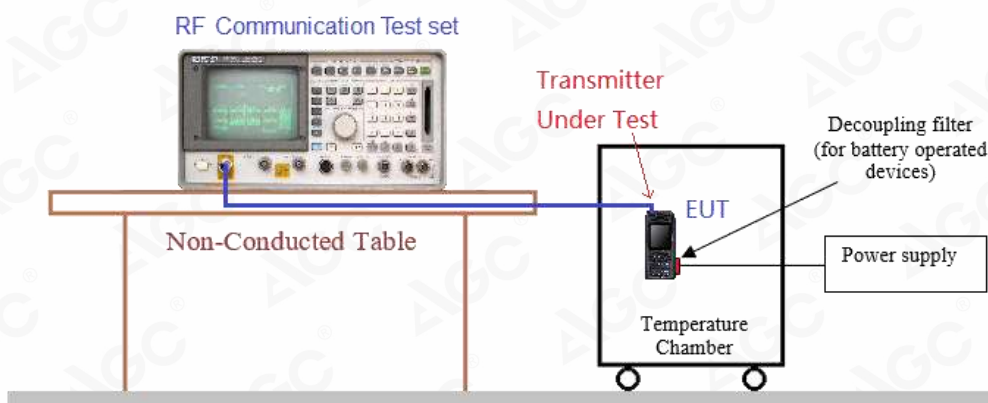 RF Communication Test set
Transmitter
Under Test
Decoupling filter
(for battery operated
devices)
EUT
Non-Conducted Table
Power supply
Temperature
Chamber
AGC